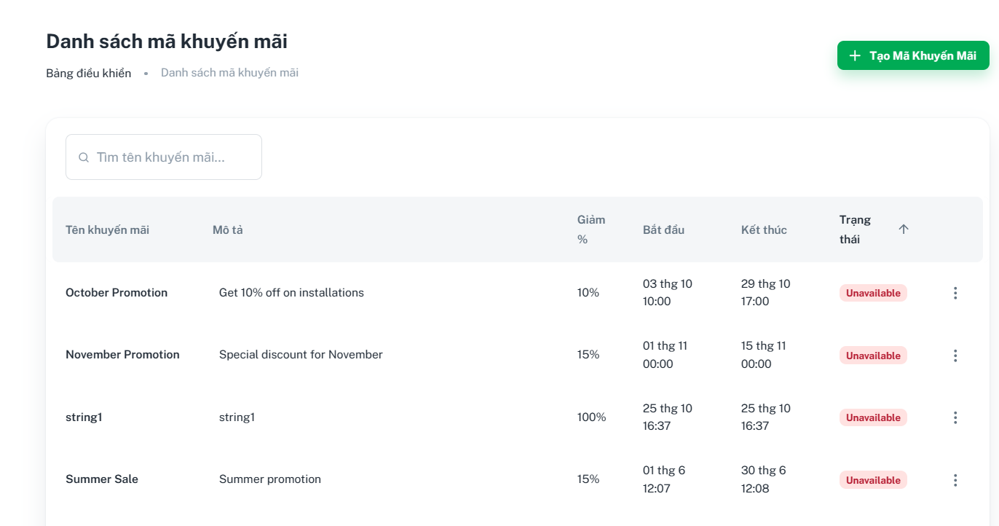 Danh sách mã khuyến mãi
Bảng điều khiển • Danh sách mã khuyến mãi
Tạo Mã Khuyến Mãi
Tìm tên khuyến mãi...
Tên khuyến mãi Mô tả Giảm % Bắt đầu Kết thúc Trạng thái
October Promotion Get 10% off on installations 10% 03 thg 10 10:00 29 thg 10 17:00 Unavailable
November Promotion Special discount for November 15% 01 thg 11 00:00 15 thg 11 00:00 Unavailable
string1 string1 100% 25 thg 10 16:37 25 thg 10 16:37 Unavailable
Summer Sale Summer promotion 15% 01 thg 6 12:07 30 thg 6 12:08 Unavailable